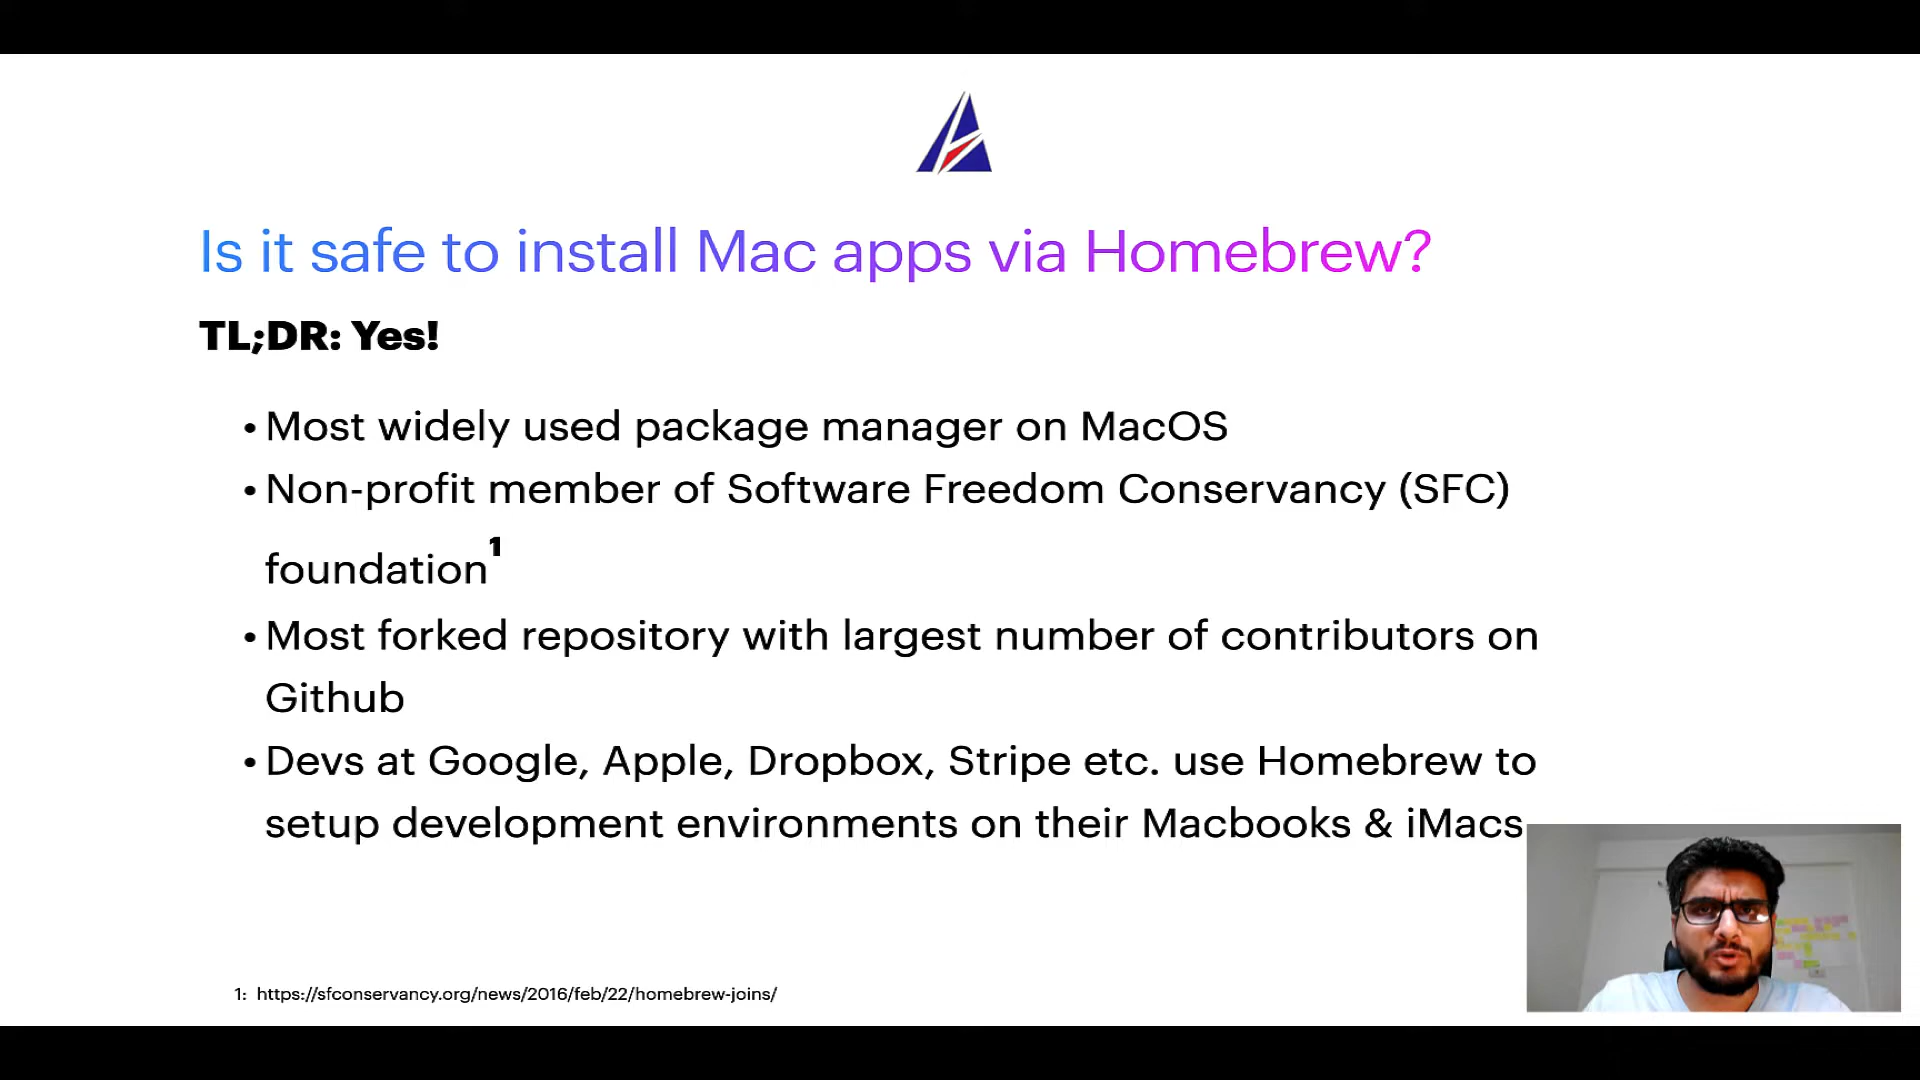 Is it safe to install Mac apps via Homebrew?
TL;DR: Yes!
• Most widely used package manager on MacOS
• Non-profit member of Software Freedom Conservancy (SFC)
foundation¹
• Most forked repository with largest number of contributors on
Github
• Devs at Google, Apple, Dropbox, Stripe etc. use Homebrew to
setup development environments on their Macbooks & iMacs
1: https://sfconservancy.org/news/2016/feb/22/homebrew-joins/